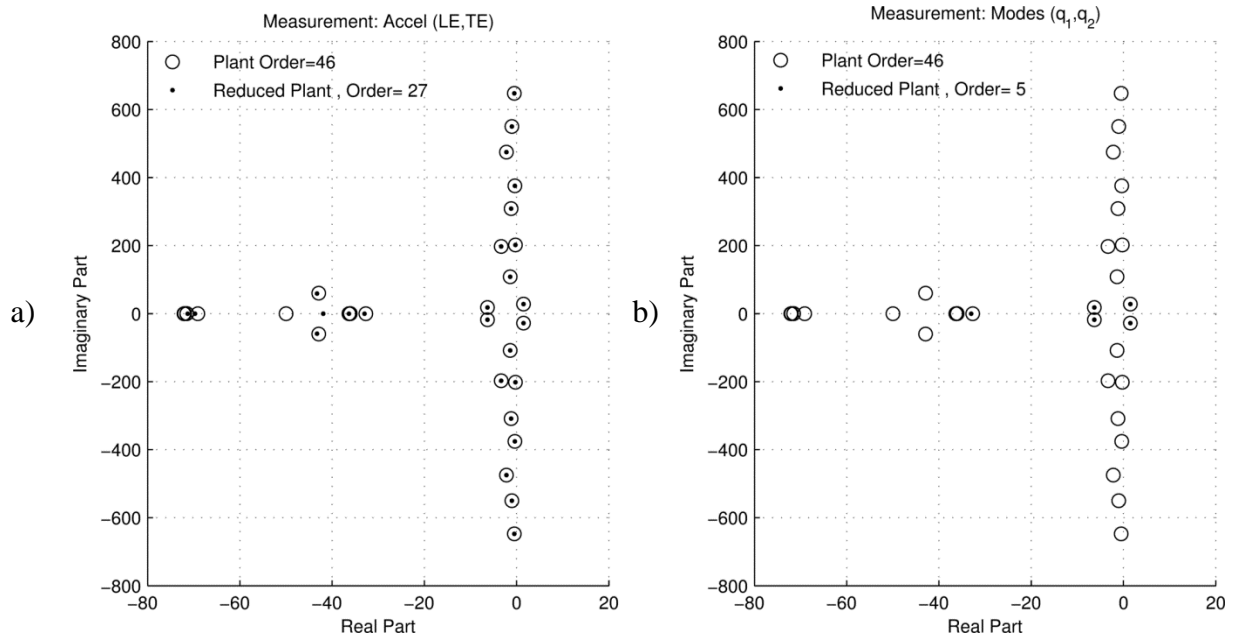 a)
Measurement: Accel (LE,TE)
Plant Order=46
Reduced Plant , Order= 27
800
600
400
200
0
−200
−400
−600
−800
Imaginary Part
−80
−60
−40
−20
0
20
Real Part
b)
Measurement: Modes (q₁,q₂)
Plant Order=46
Reduced Plant , Order= 5
800
600
400
200
0
−200
−400
−600
−800
Imaginary Part
−80
−60
−40
−20
0
20
Real Part